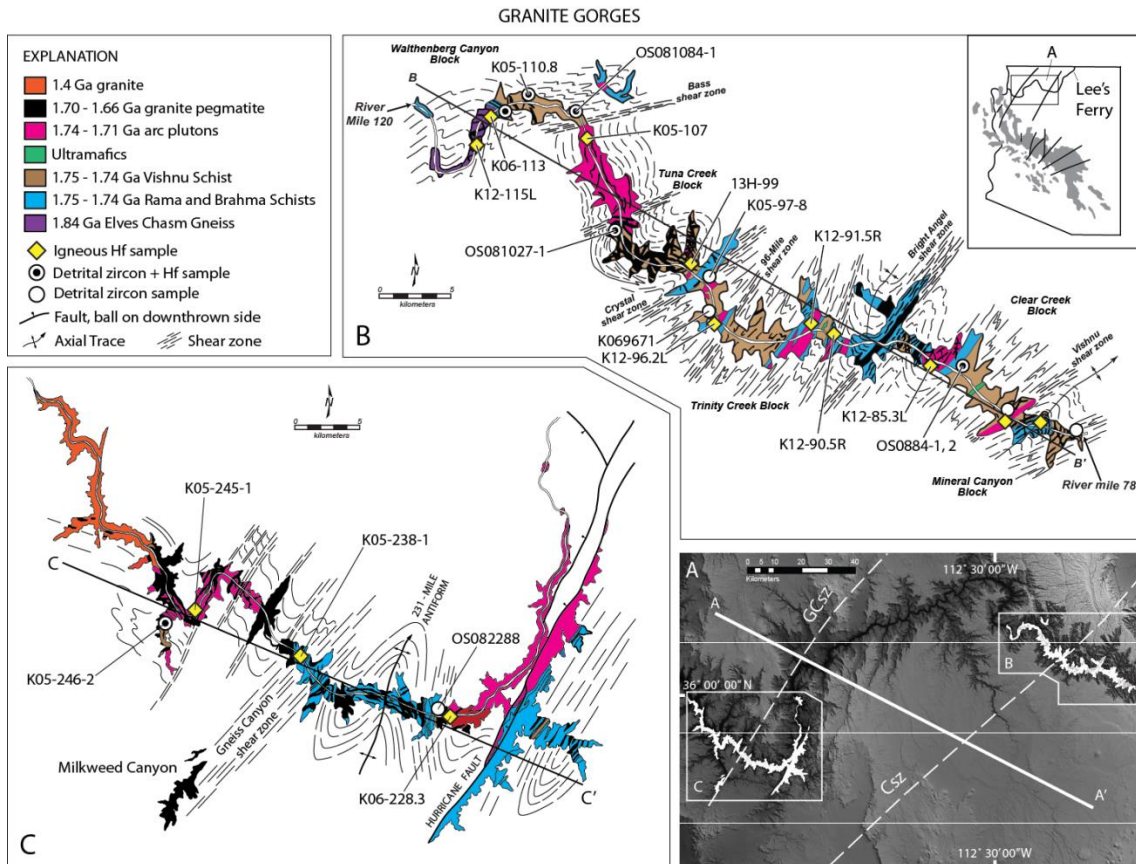 GRANITE GORGES
EXPLANATION
1.4 Ga granite
1.70 - 1.66 Ga granite pegmatite
1.74 - 1.71 Ga arc plutons
Ultramafics
1.75 - 1.74 Ga Vishnu Schist
1.75 - 1.74 Ga Rama and Brahma Schists
1.84 Ga Elves Chasm Gneiss
Igneous Hf sample
Detrital zircon + Hf sample
Detrital zircon sample
Fault, ball on downthrown side
Axial Trace
Shear zone
Walthenberg Canyon
Block
B
River
Mile 120
K05-110.8
OS081084-1
Bass
shear zone
K05-107
K06-113
K12-115L
Tuna Creek
Block
13H-99
K05-97-8
OS081027-1
96-Mile
shear zone
K12-91.5R
Bright Angel
shear zone
Crystal
shear zone
Clear Creek
Block
Vishnu
shear zone
K069671
K12-96.2L
Trinity Creek Block
K12-85.3L
K12-90.5R
OS0884-1, 2
Mineral Canyon
Block
B'
River mile 78
N
5 0 5
kilometers
B
A
Lee's
Ferry
N
5 0 5
kilometers
K05-245-1
C
K05-238-1
231 - MILE
ANTIFORM
OS082288
K05-246-2
Gneiss Canyon
shear zone
Milkweed Canyon
K06-228.3
HURRICANE FAULT
C'
C
A
0 10 20 30 40
Kilometers
112° 30' 00"W
A
GCsz
B
36° 00' 00"N
C
Csz
A'
112° 30' 00"W